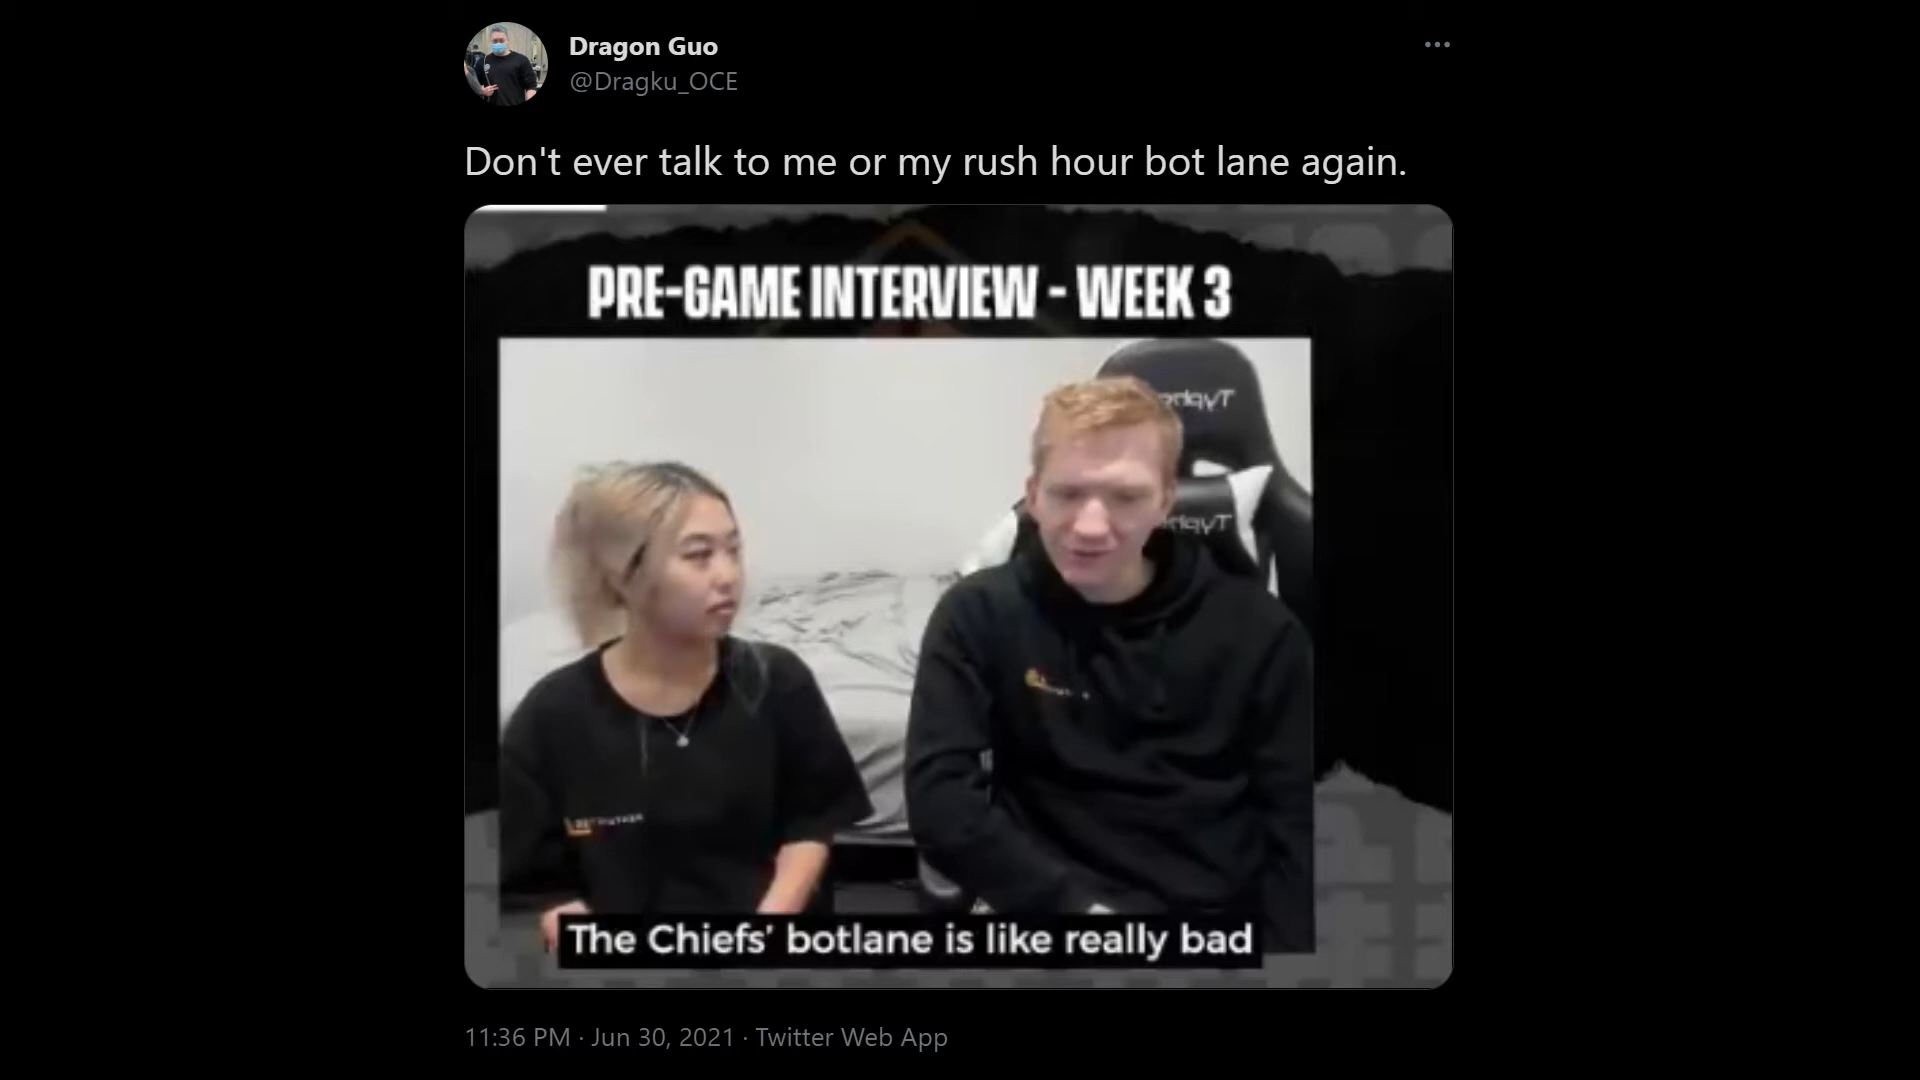 Dragon Guo
@Dragku_OCE
Don't ever talk to me or my rush hour bot lane again.
PRE-GAME INTERVIEW - WEEK 3
The Chiefs' botlane is like really bad
11:36 PM · Jun 30, 2021 · Twitter Web App